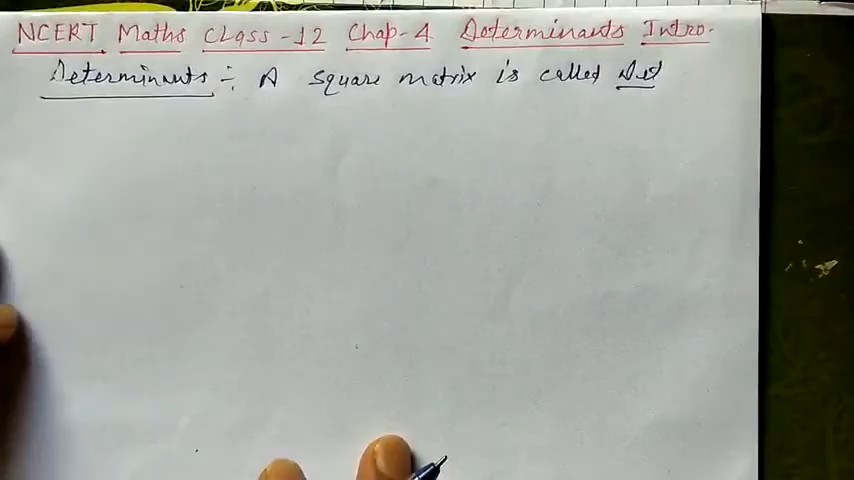 NCERT Maths Class -12 Chap-4 Determinants Intro.
Determinants ÷ A square matrix is called Det